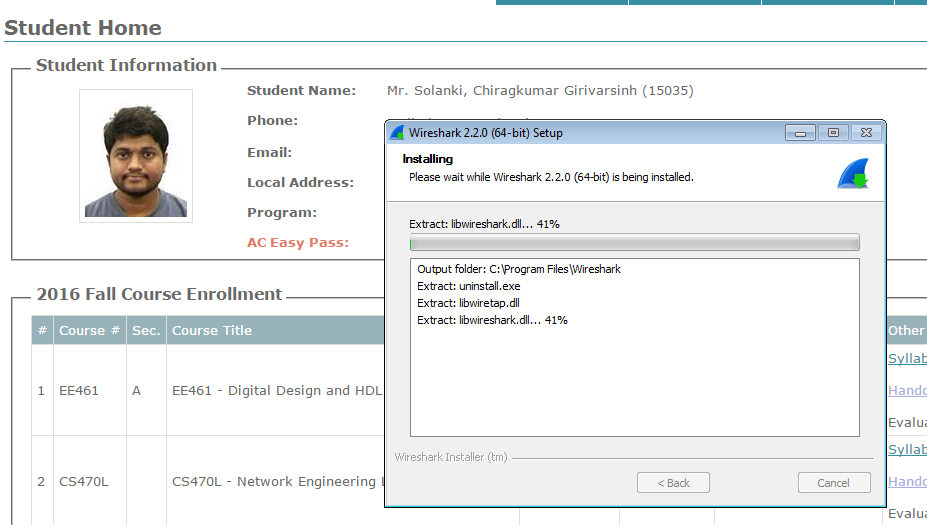 Student Home
Student Information
Student Name: Mr. Solanki, Chiragkumar Girivarsinh (15035)
Phone:
Email:
Local Address:
Program:
AC Easy Pass:
Wireshark 2.2.0 (64-bit) Setup
Installing
Please wait while Wireshark 2.2.0 (64-bit) is being installed.
Extract: libwireshark.dll... 41%
Output folder: C:\Program Files\Wireshark
Extract: uninstall.exe
Extract: libwiretap.dll
Extract: libwireshark.dll... 41%
Wireshark Installer (tm)
< Back Cancel
2016 Fall Course Enrollment
# Course # Sec. Course Title Other
1 EE461 A EE461 - Digital Design and HDL
Syllab
Hando
Evalua
2 CS470L CS470L - Network Engineering
Syllab
Hando
Evalua